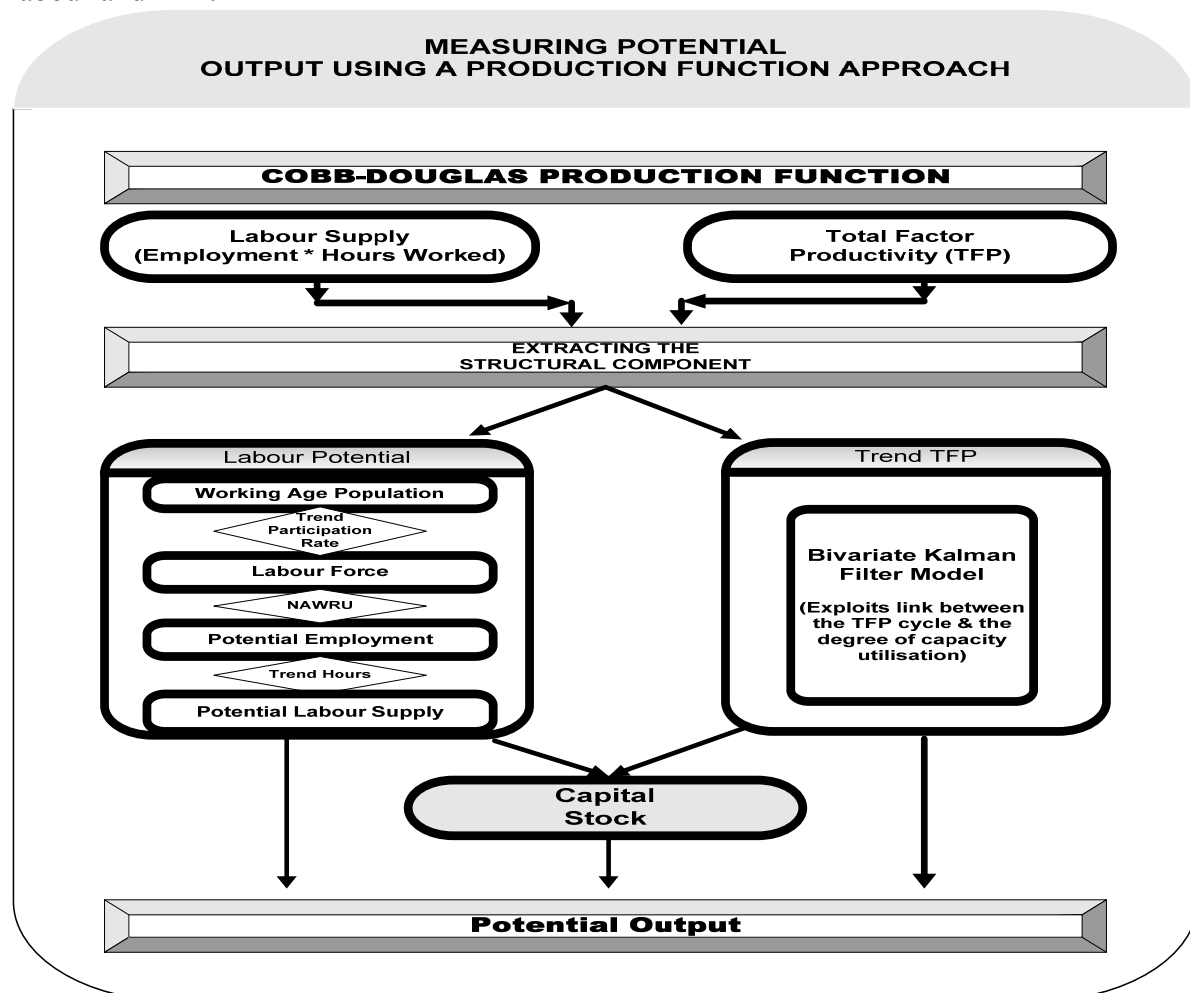 MEASURING POTENTIAL
OUTPUT USING A PRODUCTION FUNCTION APPROACH
COBB-DOUGLAS PRODUCTION FUNCTION
Labour Supply
(Employment * Hours Worked)
Total Factor
Productivity (TFP)
EXTRACTING THE
STRUCTURAL COMPONENT
Labour Potential
Working Age Population
Trend
Participation
Rate
Labour Force
NAWRU
Potential Employment
Trend Hours
Potential Labour Supply
Trend TFP
Bivariate Kalman
Filter Model
(Exploits link between
the TFP cycle & the
degree of capacity
utilisation)
Capital
Stock
Potential Output